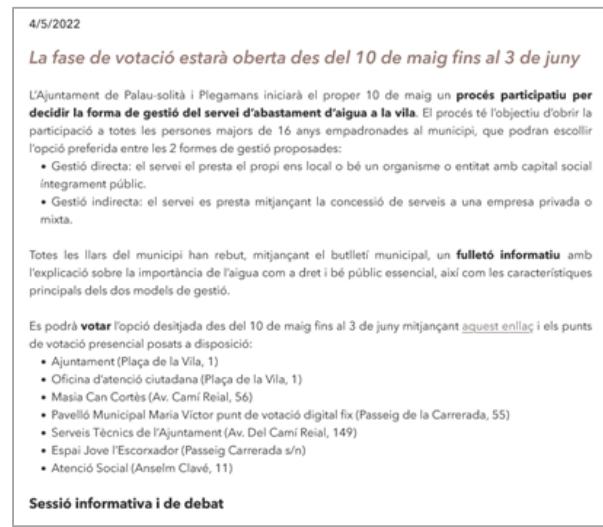 4/5/2022
La fase de votació estarà oberta des del 10 de maig fins al 3 de juny
L'Ajuntament de Palau-solità i Plegamans iniciarà el proper 10 de maig un procés participatiu per
decidir la forma de gestió del servei d'abastament d'aigua a la vila. El procés té l'objectiu d'obrir la
participació a totes les persones majors de 16 anys empadronades al municipi, que podran escollir
l'opció preferida entre les 2 formes de gestió proposades:
• Gestió directa: el servei el presta el propi ens local o bé un organisme o entitat amb capital social
íntegrament públic.
• Gestió indirecta: el servei es presta mitjançant la concessió de serveis a una empresa privada o
mixta.
Totes les llars del municipi han rebut, mitjançant el butlletí municipal, un fulletó informatiu amb
l'explicació sobre la importància de l'aigua com a dret i bé públic essencial, així com les característiques
principals dels dos models de gestió.
Es podrà votar l'opció desitjada des del 10 de maig fins al 3 de juny mitjançant aquest enllaç i els punts
de votació presencial posats a disposició:
• Ajuntament (Plaça de la Vila, 1)
• Oficina d'atenció ciutadana (Plaça de la Vila, 1)
• Masia Can Cortès (Av. Camí Reial, 56)
• Pavelló Municipal Maria Víctor punt de votació digital fix (Passeig de la Carrerada, 55)
• Serveis Tècnics de l'Ajuntament (Av. Del Camí Reial, 149)
• Espai Jove l'Escorxador (Passeig Carrerada s/n)
• Atenció Social (Anselm Clavé, 11)
Sessió informativa i de debat